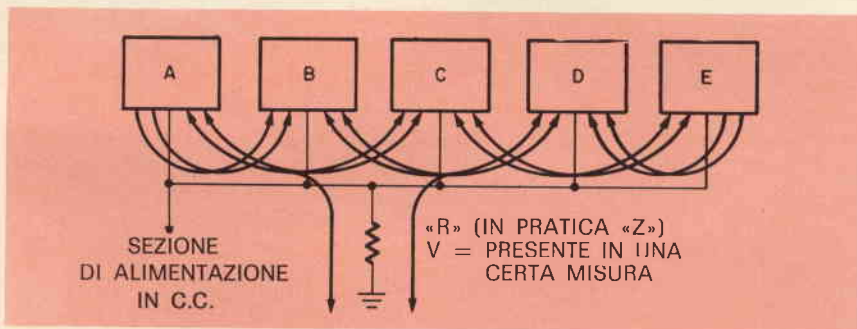 A
B
C
D
E
SEZIONE
DI ALIMENTAZIONE
IN C.C.
«R» (IN PRATICA «Z»)
V = PRESENTE IN UNA
CERTA MISURA